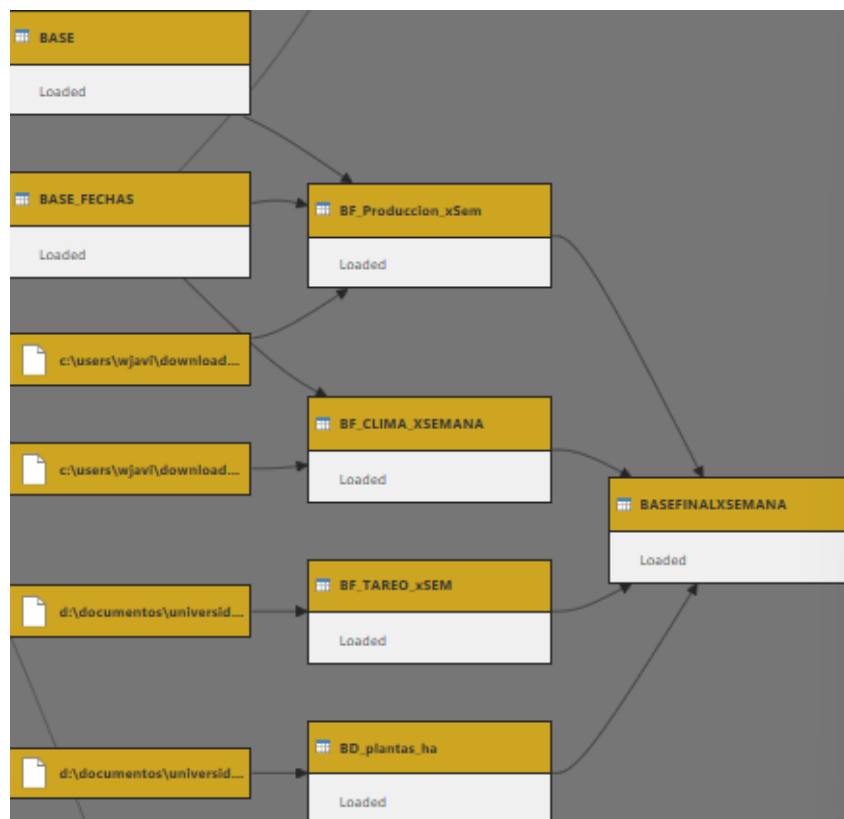 BASE
Loaded
BASE_FECHAS
Loaded
BF_Produccion_xSem
Loaded
c:\users\wjavi\download...
BF_CLIMA_XSEMANA
Loaded
c:\users\wjavi\download...
BASEFINALXSEMANA
Loaded
BF_TAREO_xSEM
Loaded
d:\documentos\universid...
BD_plantas_ha
Loaded
d:\documentos\universid...